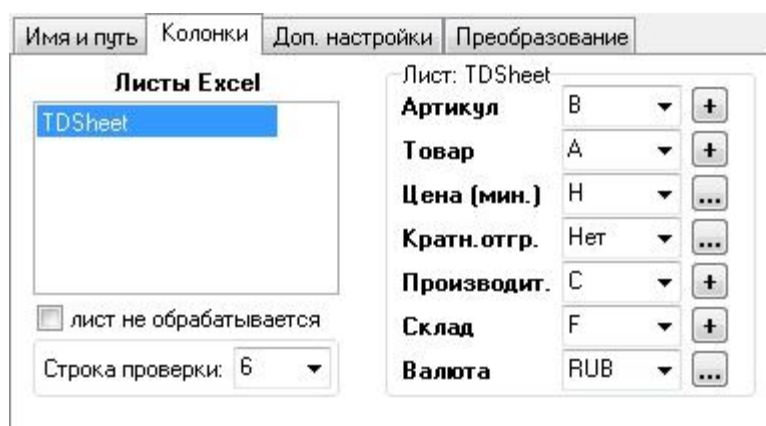 Имя и путь Колонки Доп. настройки Преобразование
Листы Excel
TDSheet
лист не обрабатывается
Строка проверки: 6
Лист: TDSheet
Артикул B +
Товар A +
Цена (мин.) H ...
Кратн.отгр. Нет ...
Производит. C +
Склад F +
Валюта RUB ...